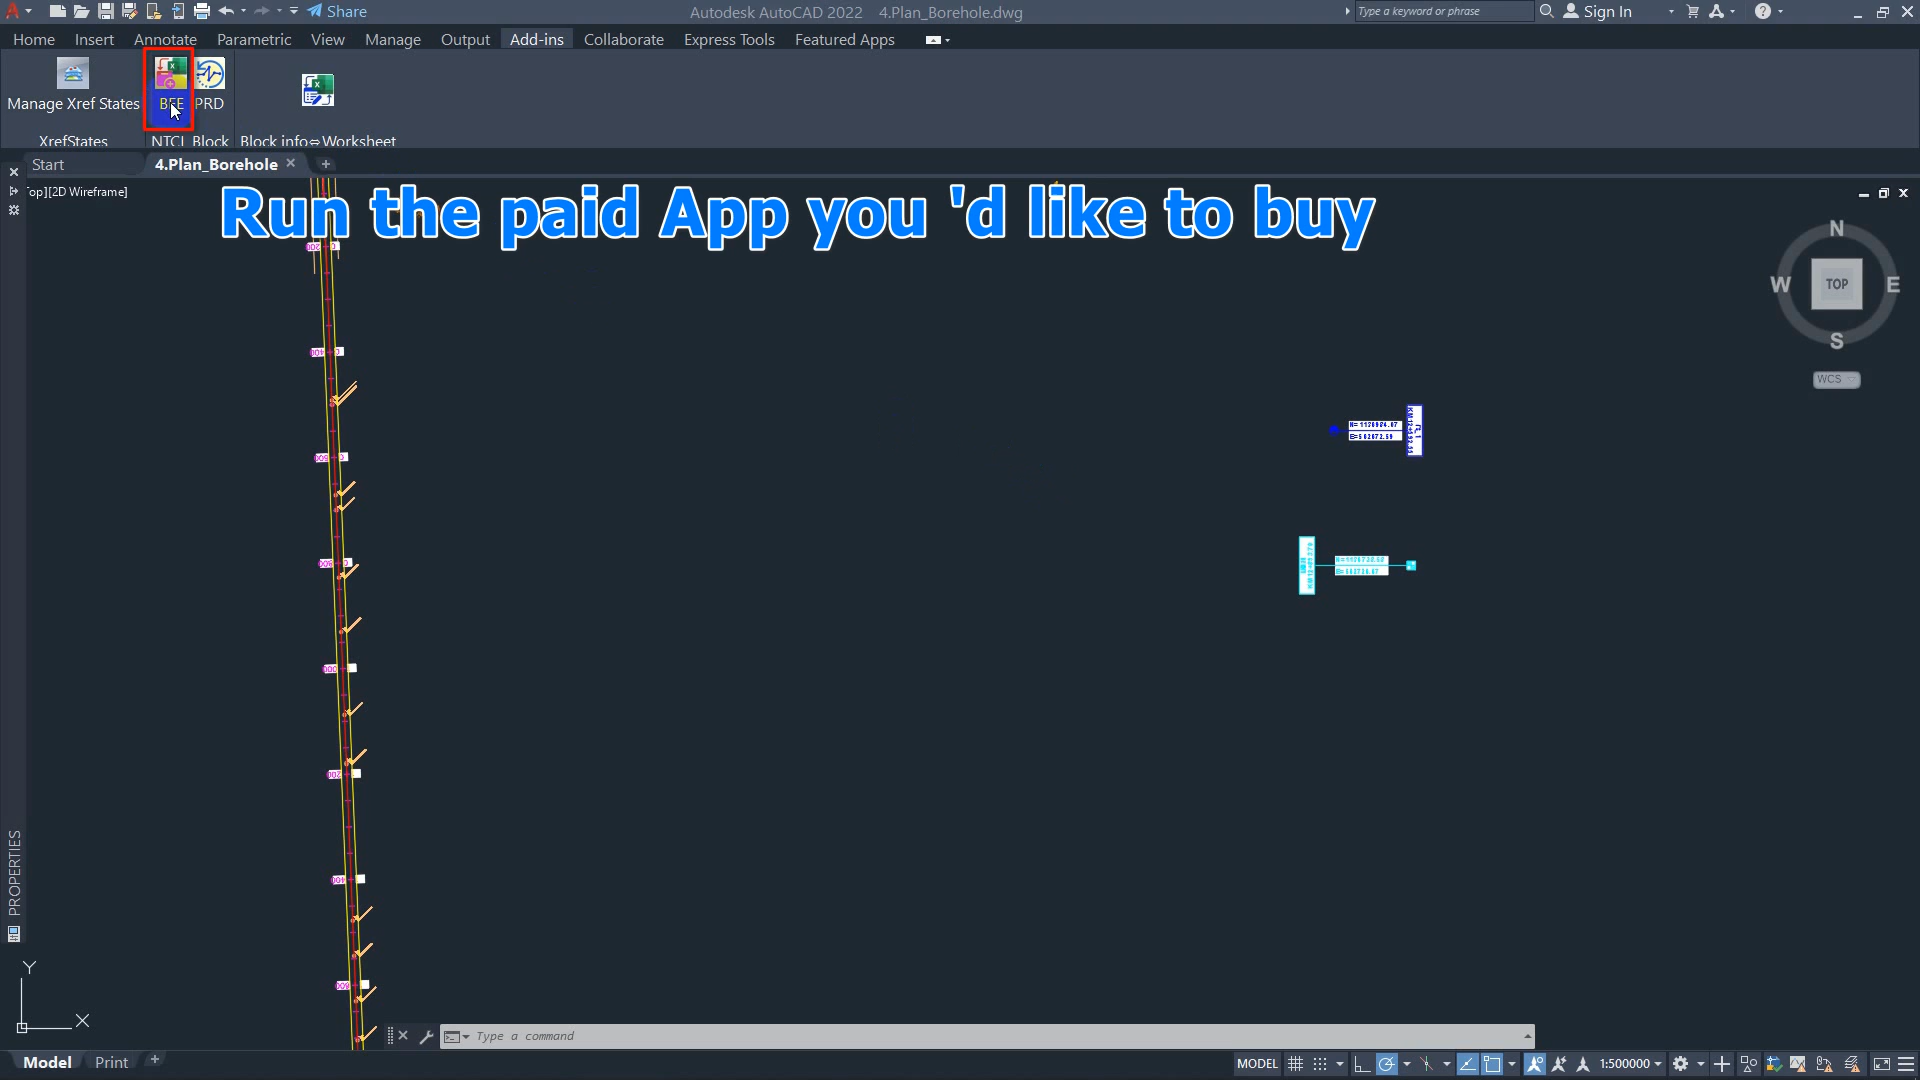 Share
Autodesk AutoCAD 2022 4.Plan_Borehole.dwg
Type a keyword or phrase
Sign In
Home Insert Annotate Parametric View Manage Output Add-ins Collaborate Express Tools Featured Apps
Manage Xref States BFE PRD
XrefStates NTCL Block Block info⇔Worksheet
Start 4.Plan_Borehole
Top][2D Wireframe]
Run the paid App you 'd like to buy
N
W TOP E
S
WCS
PROPERTIES
Y
X
Type a command
Model Print
MODEL 1:500000